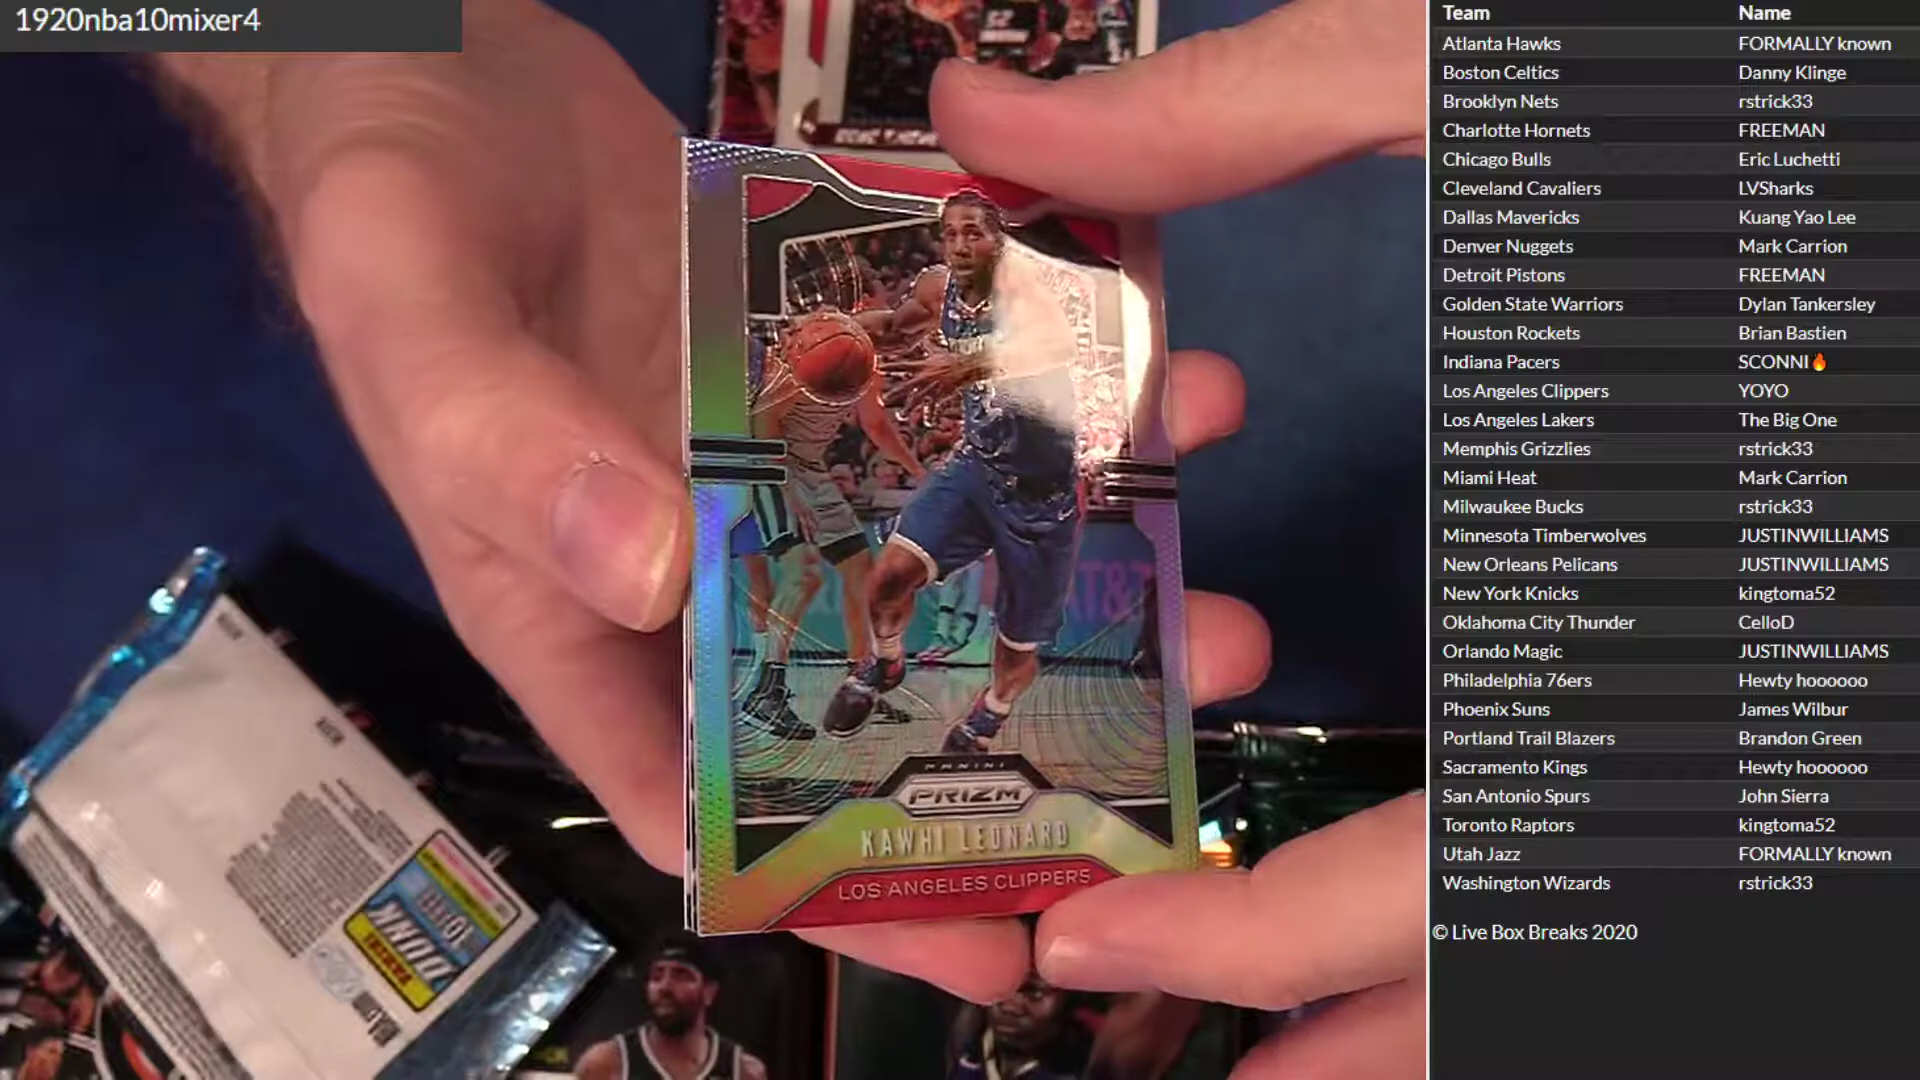 1920nba10mixer4
AT&T
PANINI
PRIZM
KAWHI LEONARD
LOS ANGELES CLIPPERS
PANINI
DUNK
Team Name
Atlanta Hawks FORMALLY known
Boston Celtics Danny Klinge
Brooklyn Nets rstrick33
Charlotte Hornets FREEMAN
Chicago Bulls Eric Luchetti
Cleveland Cavaliers LVSharks
Dallas Mavericks Kuang Yao Lee
Denver Nuggets Mark Carrion
Detroit Pistons FREEMAN
Golden State Warriors Dylan Tankersley
Houston Rockets Brian Bastien
Indiana Pacers SCONNI🔥
Los Angeles Clippers YOYO
Los Angeles Lakers The Big One
Memphis Grizzlies rstrick33
Miami Heat Mark Carrion
Milwaukee Bucks rstrick33
Minnesota Timberwolves JUSTINWILLIAMS
New Orleans Pelicans JUSTINWILLIAMS
New York Knicks kingtoma52
Oklahoma City Thunder CelloD
Orlando Magic JUSTINWILLIAMS
Philadelphia 76ers Hewty hoooooo
Phoenix Suns James Wilbur
Portland Trail Blazers Brandon Green
Sacramento Kings Hewty hoooooo
San Antonio Spurs John Sierra
Toronto Raptors kingtoma52
Utah Jazz FORMALLY known
Washington Wizards rstrick33
© Live Box Breaks 2020